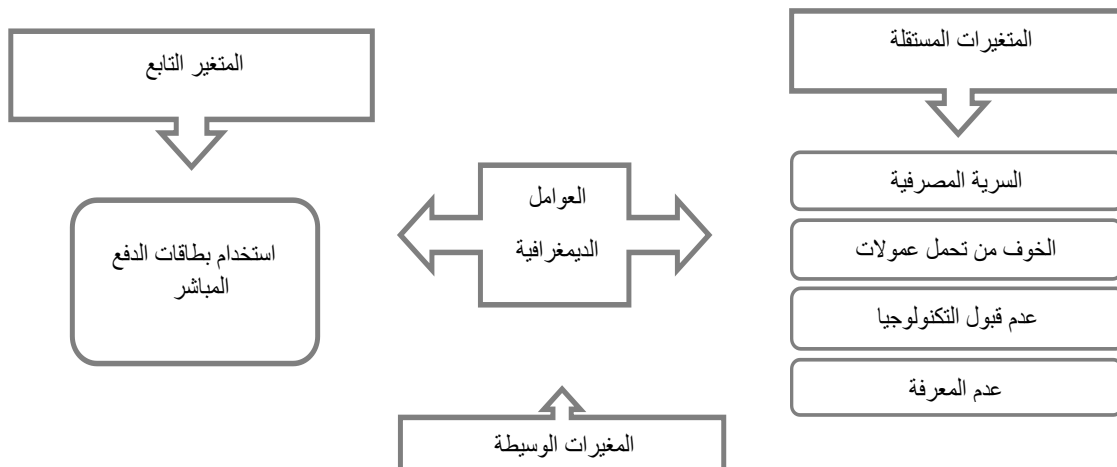 المتغيرات المستقلة
السرية المصرفية
الخوف من تحمل عمولات
عدم قبول التكنولوجيا
عدم المعرفة
العوامل
الديمغرافية
المغيرات الوسيطة
المتغير التابع
استخدام بطاقات الدفع
المباشر